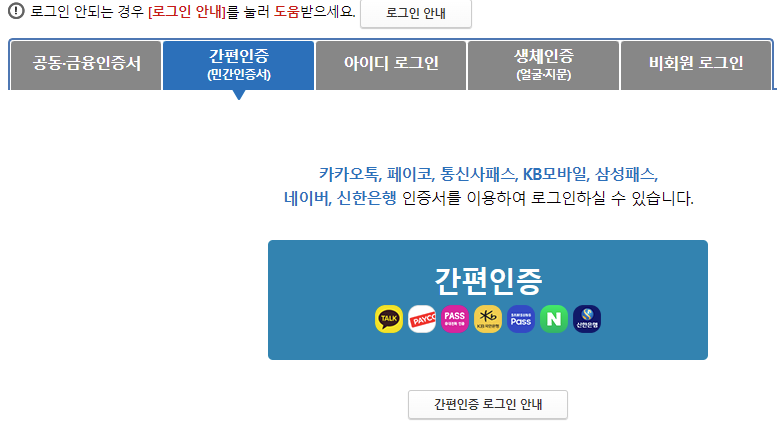 로그인 안되는 경우 [로그인 안내]를 눌러 도움받으세요. 로그인 안내
공동·금융인증서 간편인증 아이디 로그인 생체인증 비회원 로그인
(민간인증서) (얼굴·지문)
카카오톡, 페이코, 통신사패스, KB모바일, 삼성패스,
네이버, 신한은행 인증서를 이용하여 로그인하실 수 있습니다.
간편인증
TALK PAYCO PASS KB국민은행 SAMSUNG Pass N 신한은행
간편인증 로그인 안내